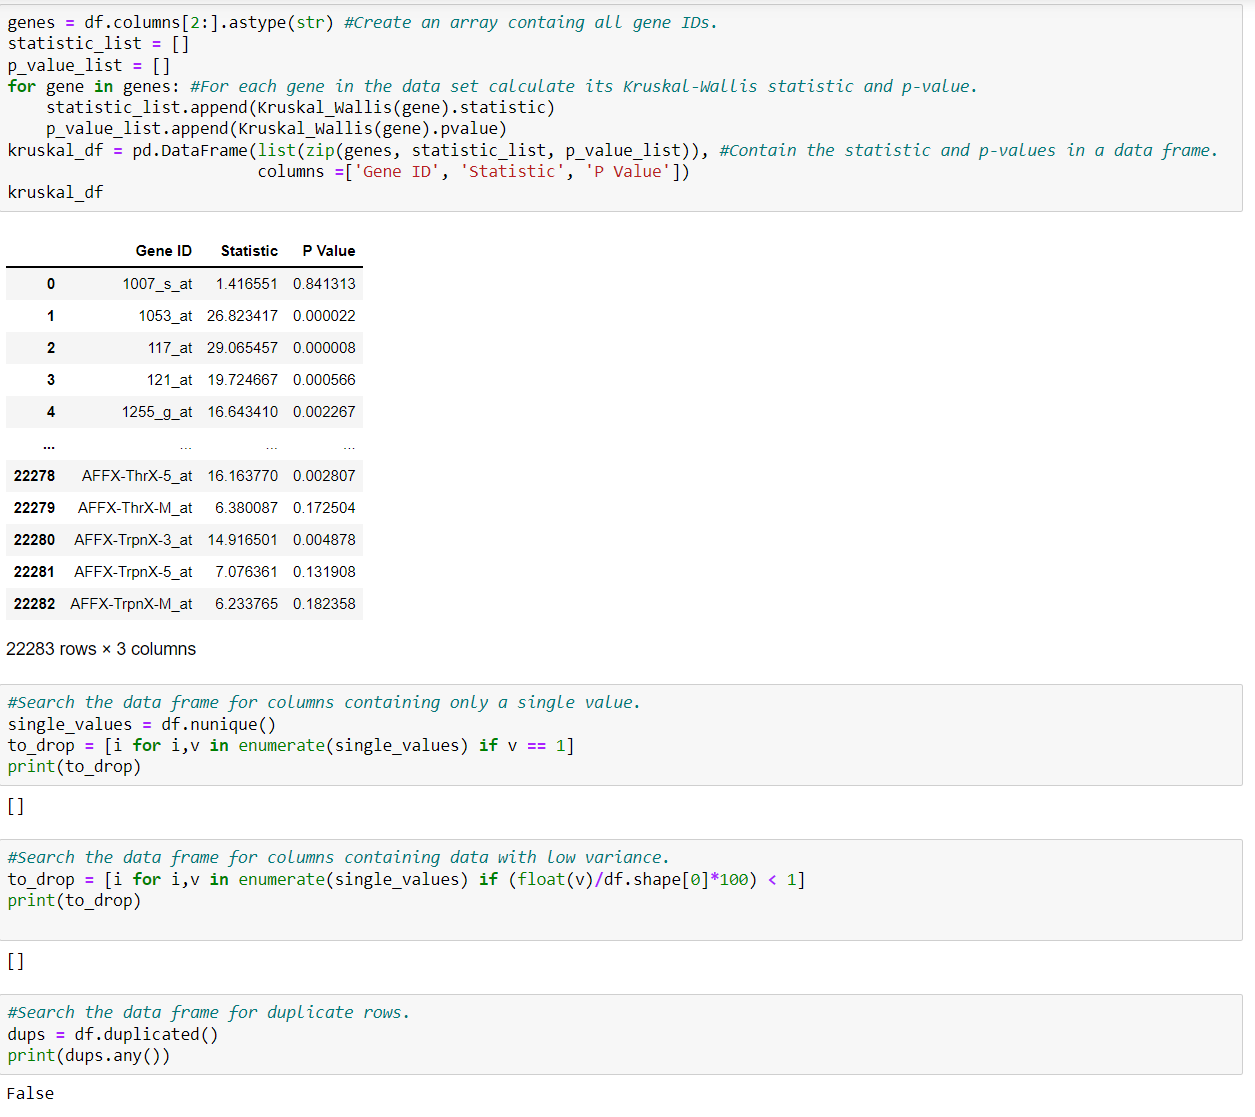 genes = df.columns[2:].astype(str) #Create an array containg all gene IDs.
statistic_list = []
p_value_list = []
for gene in genes: #For each gene in the data set calculate its Kruskal-Wallis statistic and p-value.
    statistic_list.append(Kruskal_Wallis(gene).statistic)
    p_value_list.append(Kruskal_Wallis(gene).pvalue)
kruskal_df = pd.DataFrame(list(zip(genes, statistic_list, p_value_list)), #Contain the statistic and p-values in a data frame.
                          columns =['Gene ID', 'Statistic', 'P Value'])
kruskal_df
Gene ID Statistic P Value
0 1007_s_at 1.416551 0.841313
1 1053_at 26.823417 0.000022
2 117_at 29.065457 0.000008
3 121_at 19.724667 0.000566
4 1255_g_at 16.643410 0.002267
... ... ... ...
22278 AFFX-ThrX-5_at 16.163770 0.002807
22279 AFFX-ThrX-M_at 6.380087 0.172504
22280 AFFX-TrpnX-3_at 14.916501 0.004878
22281 AFFX-TrpnX-5_at 7.076361 0.131908
22282 AFFX-TrpnX-M_at 6.233765 0.182358
22283 rows × 3 columns
#Search the data frame for columns containing only a single value.
single_values = df.nunique()
to_drop = [i for i,v in enumerate(single_values) if v == 1]
print(to_drop)
[]
#Search the data frame for columns containing data with low variance.
to_drop = [i for i,v in enumerate(single_values) if (float(v)/df.shape[0]*100) < 1]
print(to_drop)
[]
#Search the data frame for duplicate rows.
dups = df.duplicated()
print(dups.any())
False